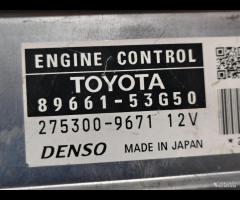 ENGINE CONTROL
TOYOTA
89661-53G50
275300-9671 12V
DENSO MADE IN JAPAN